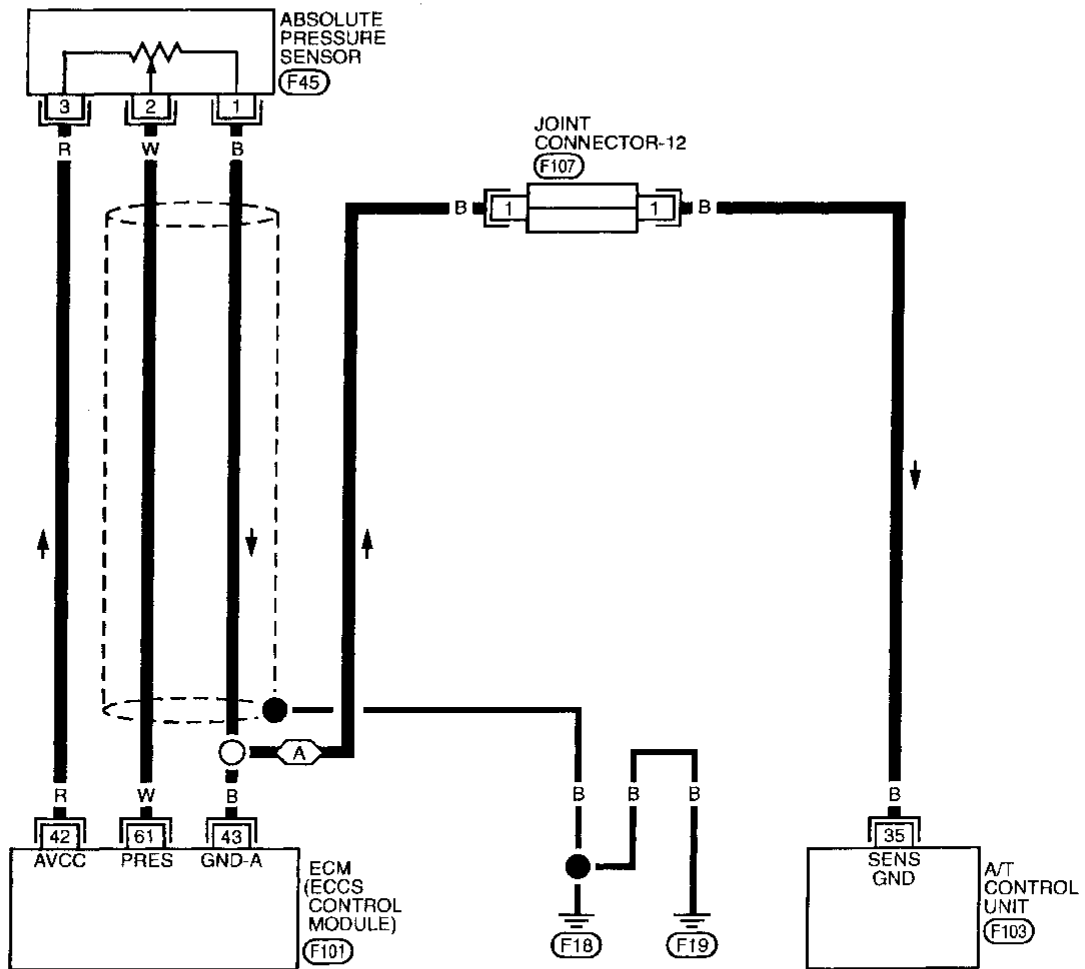 ABSOLUTE
PRESSURE
SENSOR
F45
3 2 1
R W B
JOINT
CONNECTOR-12
F107
B 1 1 B
A
R W B
B B B
B
42 61 43
AVCC PRES GND-A
ECM
(ECCS
CONTROL
MODULE)
F101
F18 F19
35
SENS
GND
A/T
CONTROL
UNIT
F103